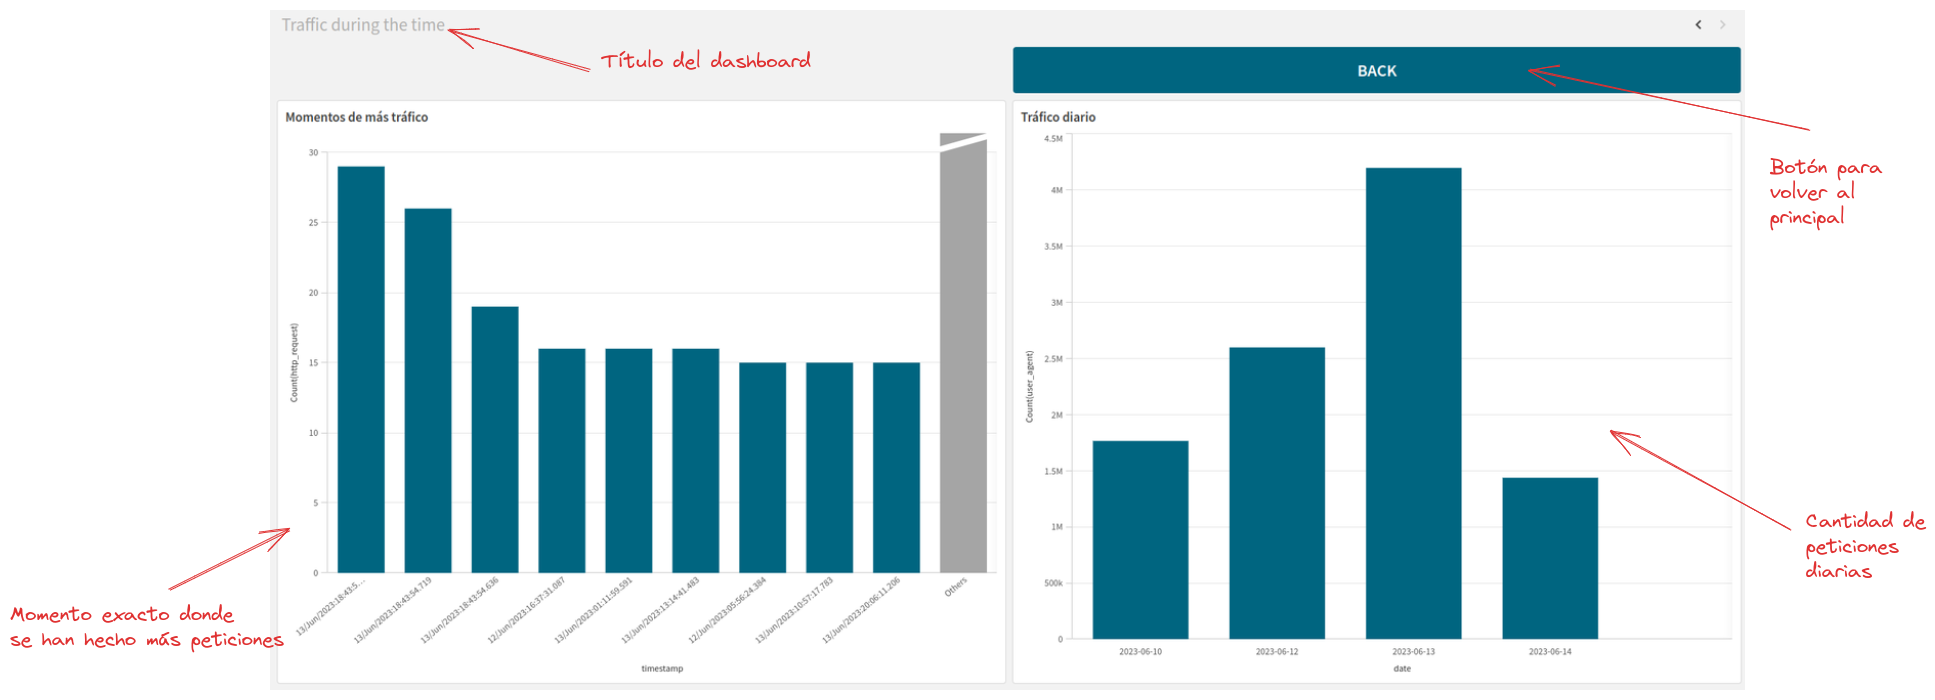 Traffic during the time
Título del dashboard
BACK
Botón para
volver al
principal
Momentos de más tráfico
30
25
20
15
10
5
0
Count(http_request)
13/Jun/2023:18:43:5...
13/Jun/2023:18:43:54.719
13/Jun/2023:18:43:54.636
12/Jun/2023:16:37:31.087
13/Jun/2023:01:11:59.591
13/Jun/2023:13:14:41.483
12/Jun/2023:05:56:24.384
13/Jun/2023:10:57:17.783
13/Jun/2023:20:06:11.206
Others
timestamp
Momento exacto donde
se han hecho más peticiones
Tráfico diario
4.5M
4M
3.5M
3M
2.5M
2M
1.5M
1M
500k
0
Count(user_agent)
2023-06-10
2023-06-12
2023-06-13
2023-06-14
date
Cantidad de
peticiones
diarias